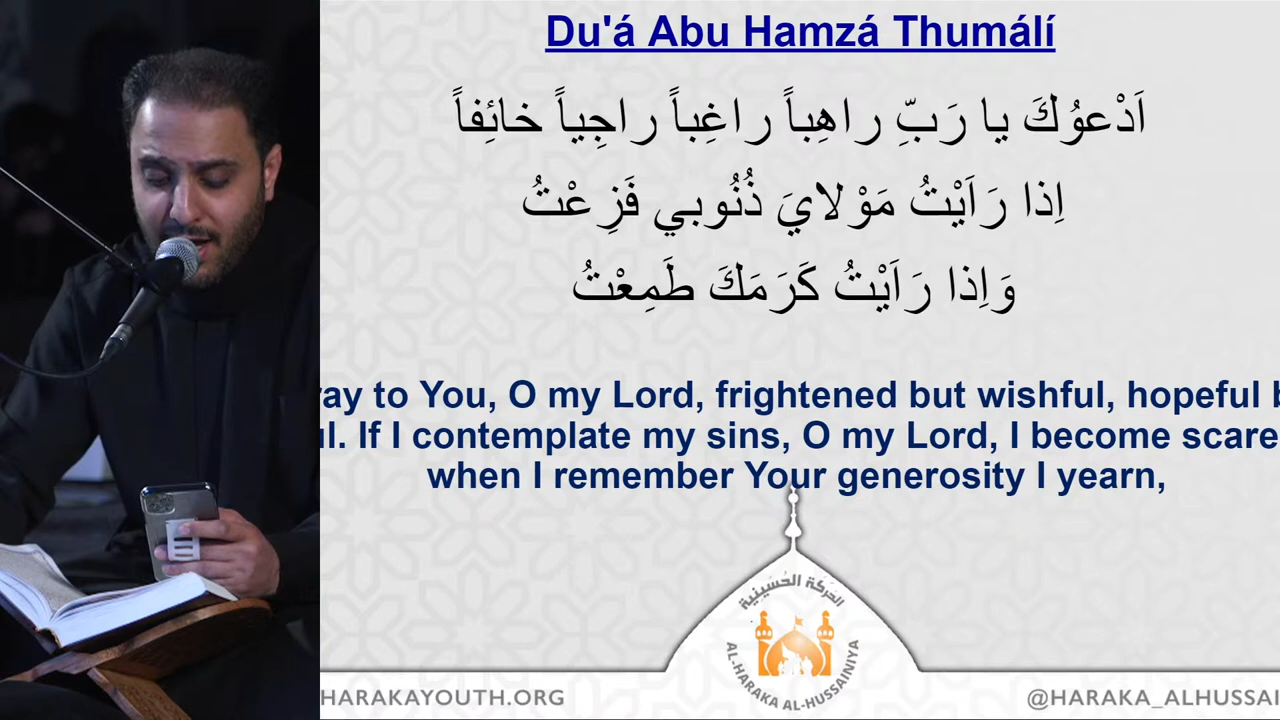 Du'á Abu Hamzá Thumálí
اَدْعوُكَ يا رَبِّ راهِباً راغِباً راجِياً خائِفاً
اِذا رَاَيْتُ مَوْلايَ ذُنُوبي فَزِعْتُ
وَاِذا رَاَيْتُ كَرَمَكَ طَمِعْتُ
to You, O my Lord, frightened but wishful, hopeful
If I contemplate my sins, O my Lord, I become
when I remember Your generosity I yearn,
الحركة الحسينية
AL-HARAKA AL-HUSSAINIYA
HARAKAYOUTH.ORG
@HARAKA_ALHUSSAI